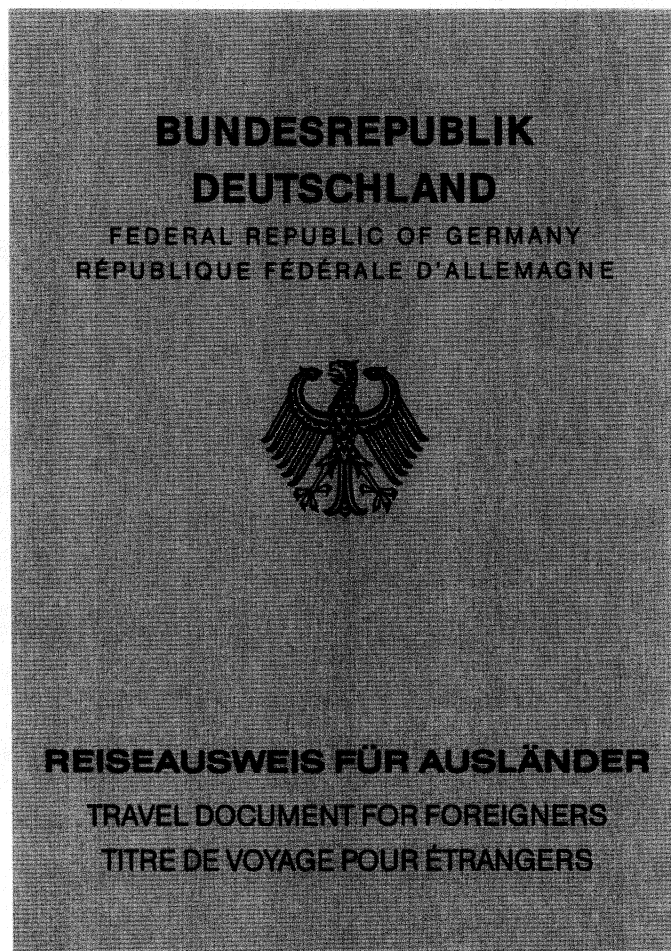 BUNDESREPUBLIK
DEUTSCHLAND
FEDERAL REPUBLIC OF GERMANY
RÉPUBLIQUE FÉDÉRALE D'ALLEMAGNE
REISEAUSWEIS FÜR AUSLÄNDER
TRAVEL DOCUMENT FOR FOREIGNERS
TITRE DE VOYAGE POUR ÉTRANGERS